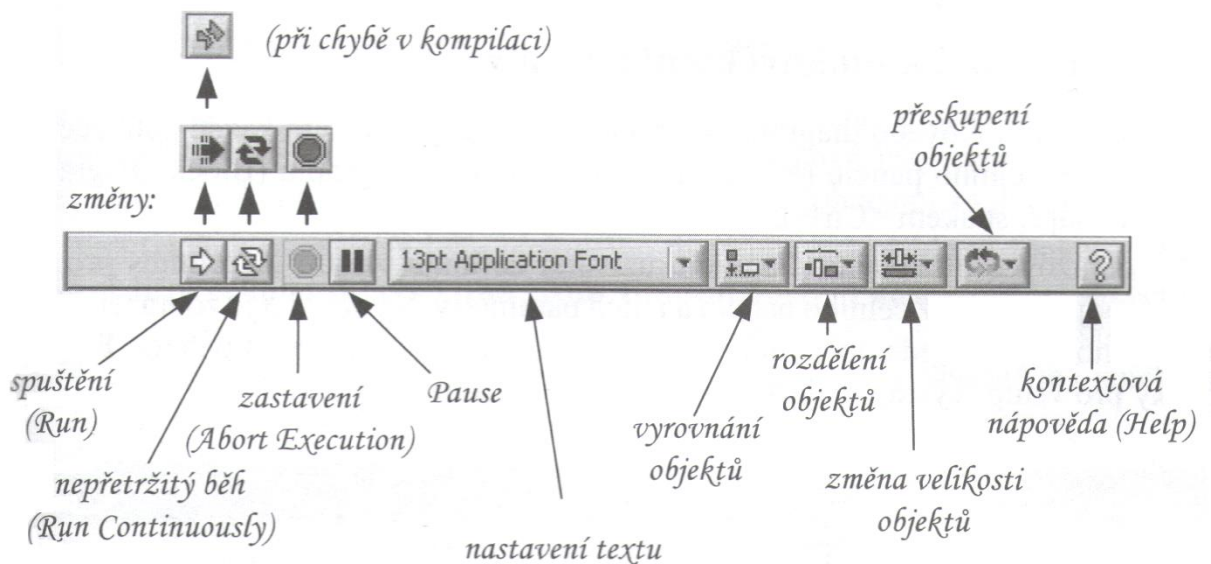 (při chybě v kompilaci)
přeskupení
objektů
změny:
13pt Application Font
spuštění
(Run)
zastavení
(Abort Execution)
Pause
rozdělení
objektů
kontextová
nápověda (Help)
vyrovnání
objektů
nepřetržitý běh
(Run Continuously)
změna velikosti
objektů
nastavení textu